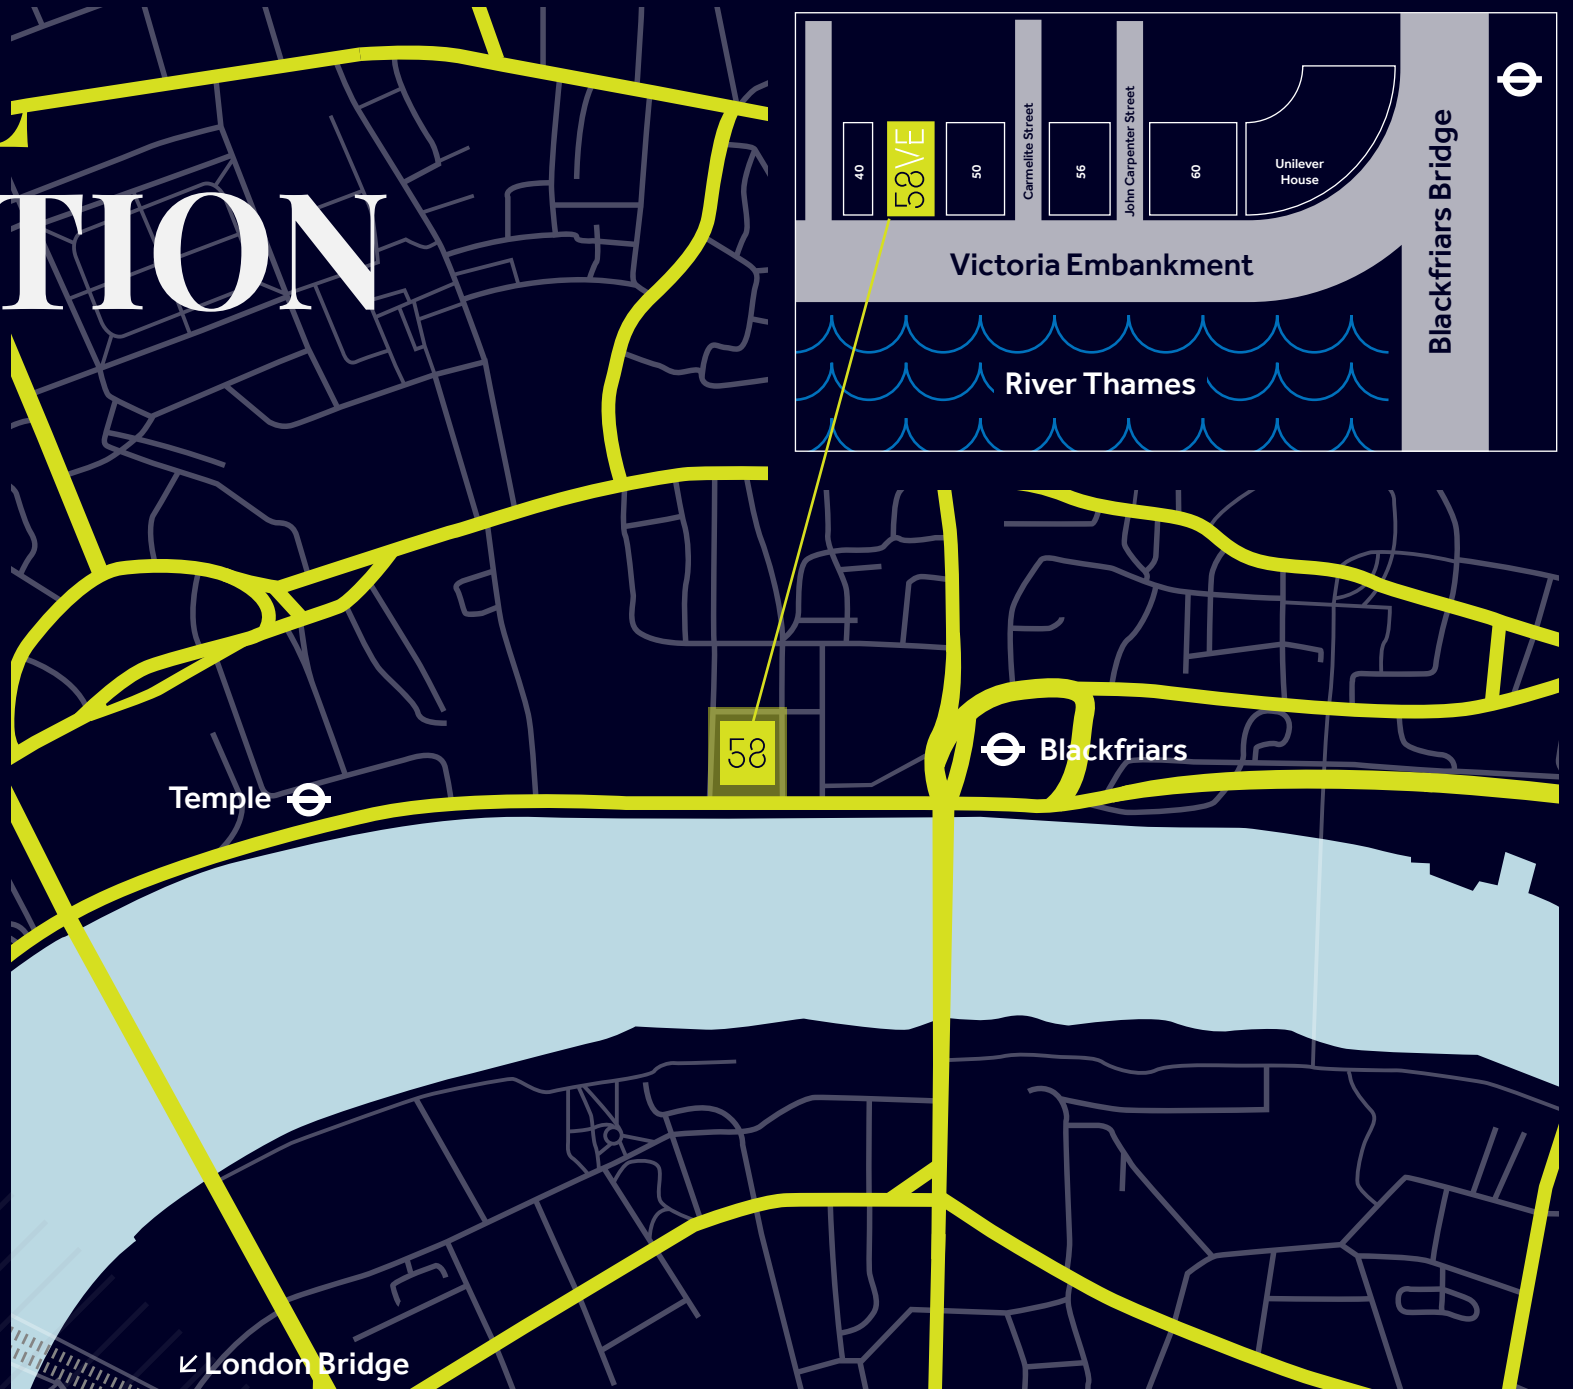 TION
40
58VE
50
Carmelite Street
56
John Carpenter Street
60
Unilever
House
Blackfriars Bridge
Victoria Embankment
River Thames
58
Blackfriars
Temple
↙ London Bridge